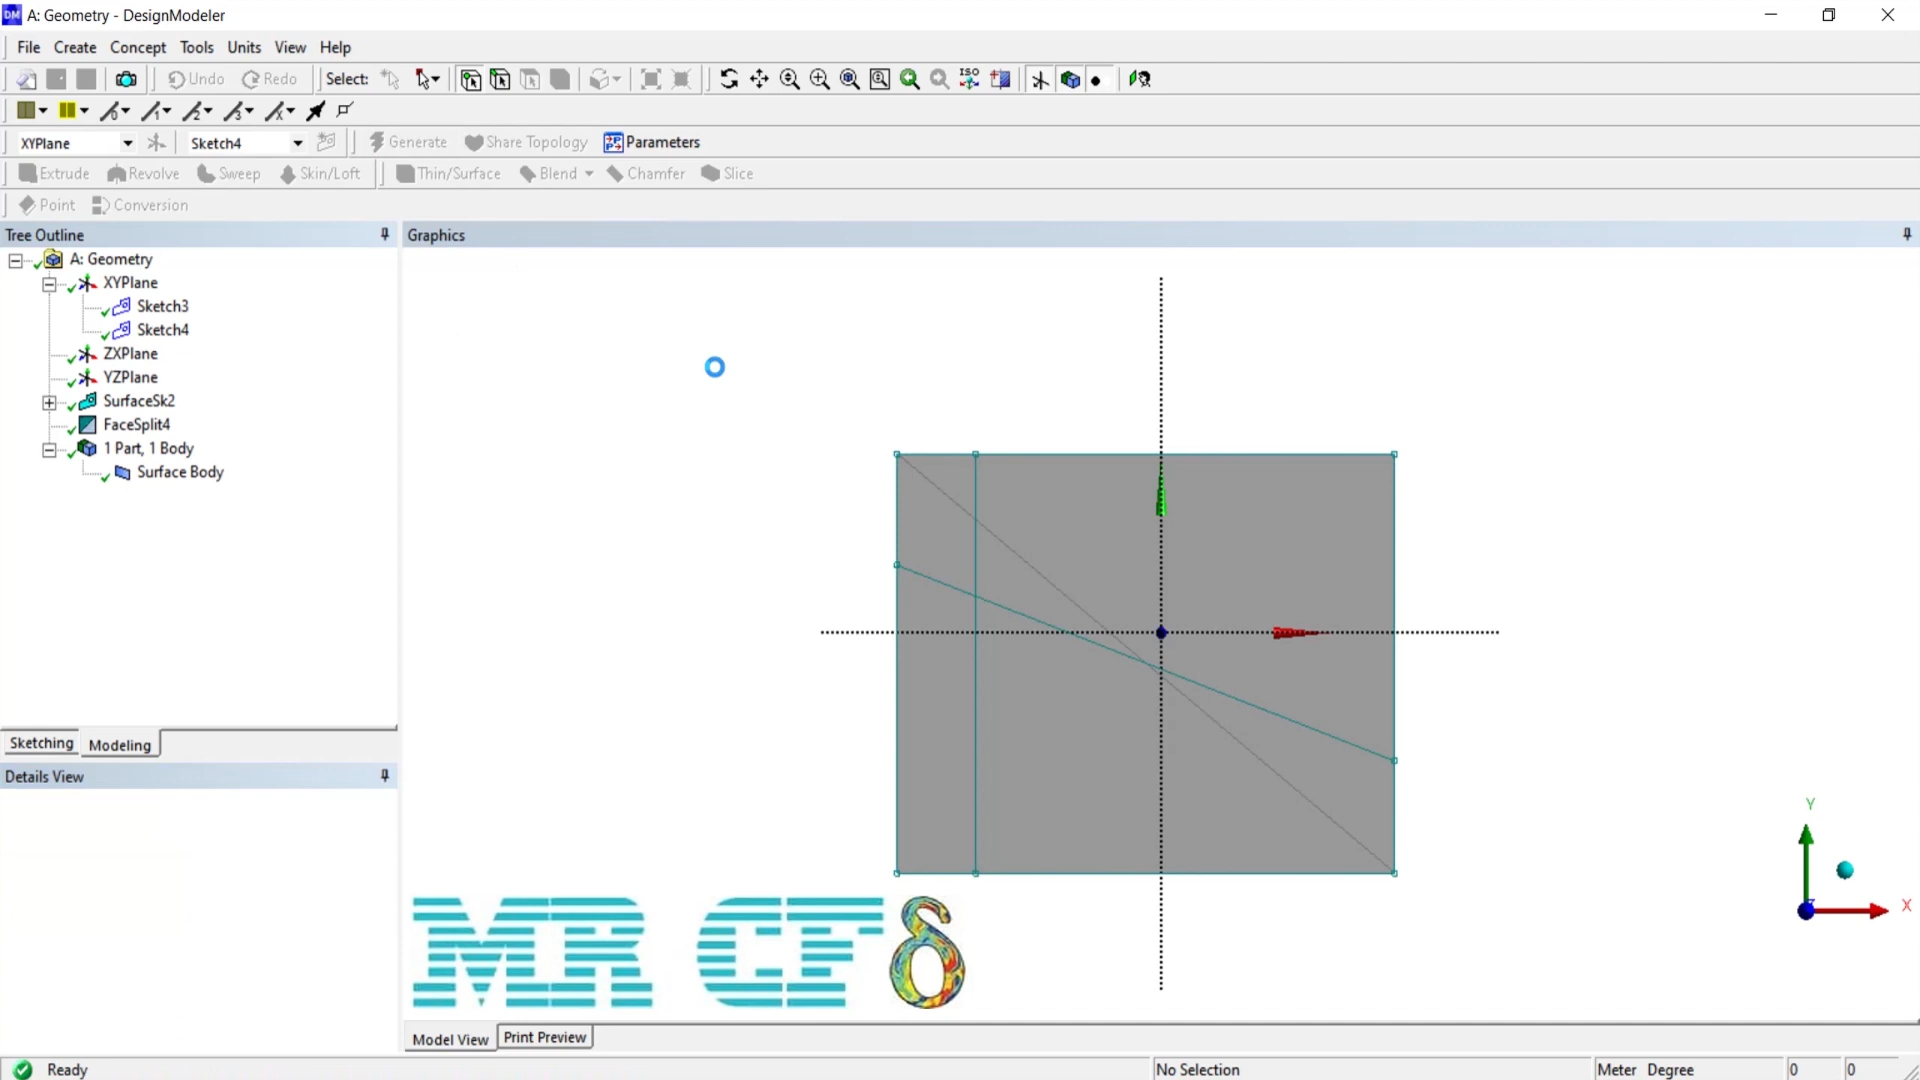 DM A: Geometry - DesignModeler
File Create Concept Tools Units View Help
Undo Redo Select: ISO
XYPlane Sketch4 Generate Share Topology Parameters
Extrude Revolve Sweep Skin/Loft Thin/Surface Blend Chamfer Slice
Point Conversion
Tree Outline
Graphics
A: Geometry
XYPlane
Sketch3
Sketch4
ZXPlane
YZPlane
SurfaceSk2
FaceSplit4
1 Part, 1 Body
Surface Body
Sketching Modeling
Details View
Y
X
MR CFδ
Model View Print Preview
Ready No Selection Meter Degree 0 0